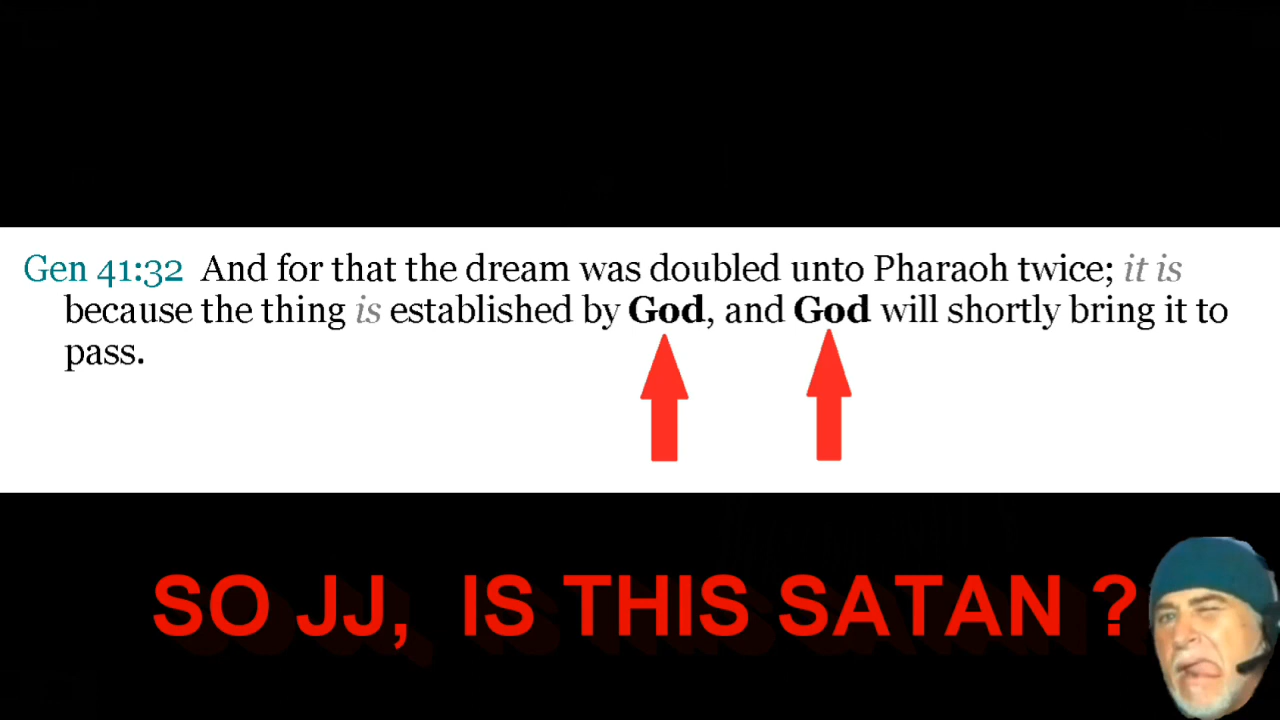 Gen 41:32 And for that the dream was doubled unto Pharaoh twice; it is
because the thing is established by God, and God will shortly bring it to
pass.
SO JJ, IS THIS SATAN ?